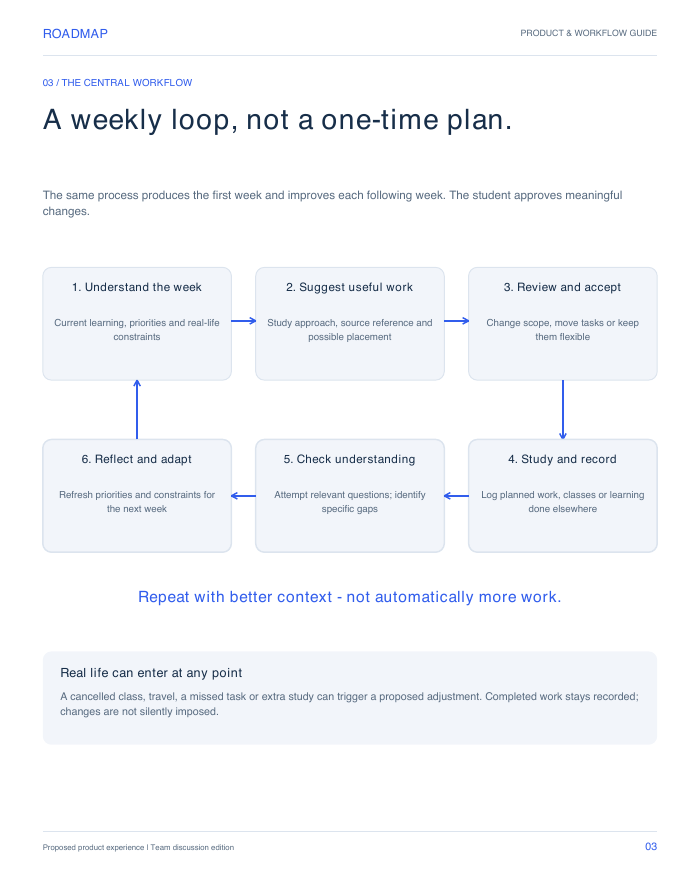 ROADMAP
PRODUCT & WORKFLOW GUIDE
03 / THE CENTRAL WORKFLOW
A weekly loop, not a one-time plan.
The same process produces the first week and improves each following week. The student approves meaningful
changes.
1. Understand the week
Current learning, priorities and real-life
constraints
2. Suggest useful work
Study approach, source reference and
possible placement
3. Review and accept
Change scope, move tasks or keep
them flexible
4. Study and record
Log planned work, classes or learning
done elsewhere
5. Check understanding
Attempt relevant questions; identify
specific gaps
6. Reflect and adapt
Refresh priorities and constraints for
the next week
Repeat with better context - not automatically more work.
Real life can enter at any point
A cancelled class, travel, a missed task or extra study can trigger a proposed adjustment. Completed work stays recorded;
changes are not silently imposed.
Proposed product experience | Team discussion edition
03